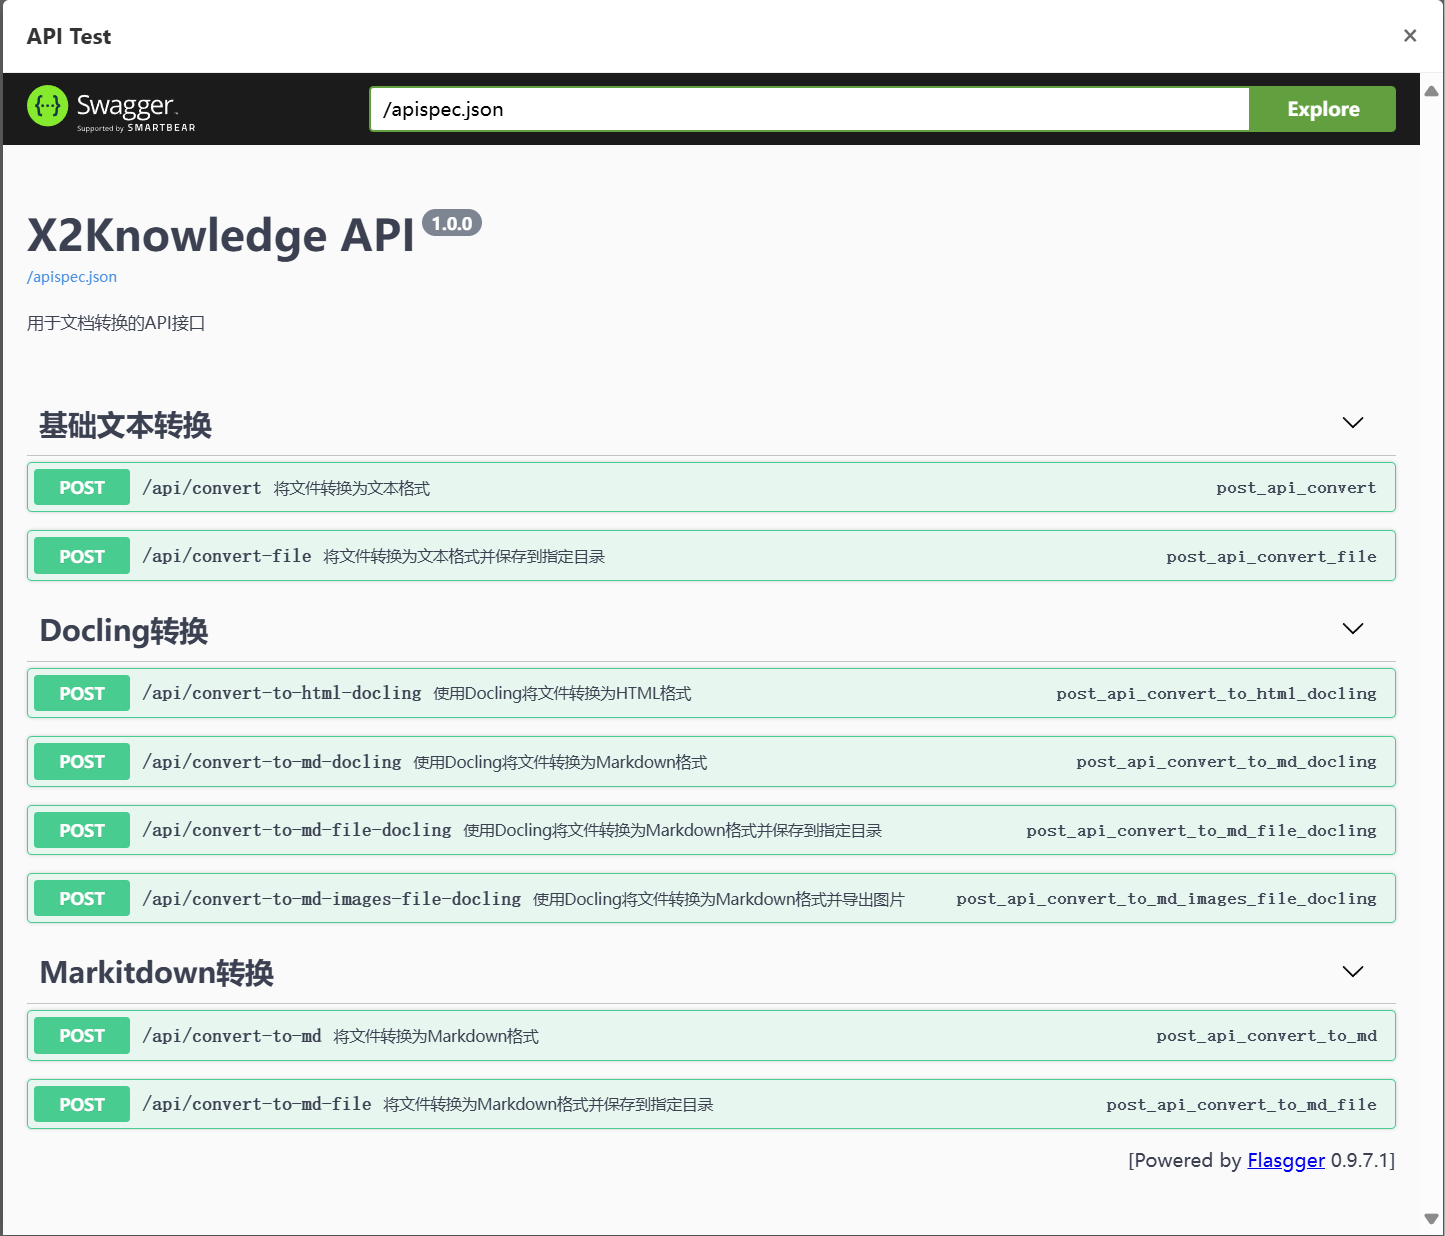 API Test
×
Swagger
Supported by SMARTBEAR
/apispec.json
Explore
X2Knowledge API 1.0.0
/apispec.json
用于文档转换的API接口
基础文本转换
POST /api/convert 将文件转换为文本格式 post_api_convert
POST /api/convert-file 将文件转换为文本格式并保存到指定目录 post_api_convert_file
Docling转换
POST /api/convert-to-html-docling 使用Docling将文件转换为HTML格式 post_api_convert_to_html_docling
POST /api/convert-to-md-docling 使用Docling将文件转换为Markdown格式 post_api_convert_to_md_docling
POST /api/convert-to-md-file-docling 使用Docling将文件转换为Markdown格式并保存到指定目录 post_api_convert_to_md_file_docling
POST /api/convert-to-md-images-file-docling 使用Docling将文件转换为Markdown格式并导出图片 post_api_convert_to_md_images_file_docling
Markitdown转换
POST /api/convert-to-md 将文件转换为Markdown格式 post_api_convert_to_md
POST /api/convert-to-md-file 将文件转换为Markdown格式并保存到指定目录 post_api_convert_to_md_file
[Powered by Flasgger 0.9.7.1]